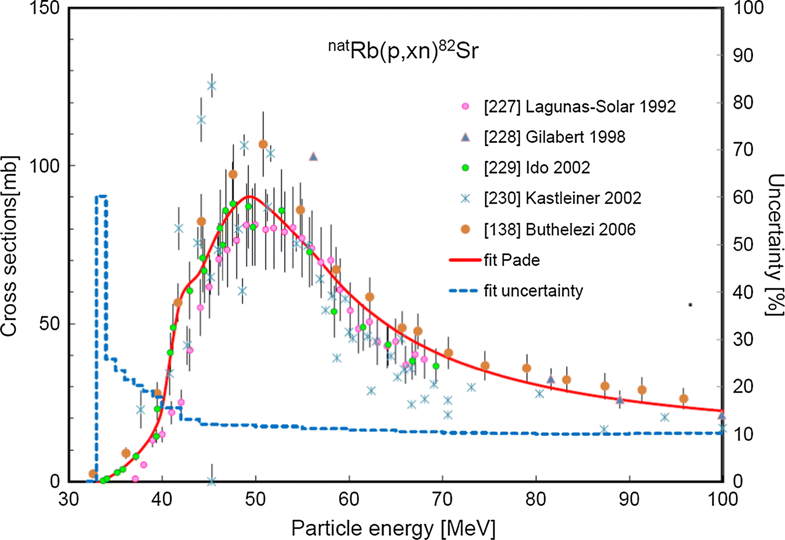 natRb(p,xn)82Sr
150
100
50
0
Cross sections[mb]
100
90
80
70
60
50
40
30
20
10
0
Uncertainty [%]
[227] Lagunas-Solar 1992
[228] Gilabert 1998
[229] Ido 2002
[230] Kastleiner 2002
[138] Buthelezi 2006
fit Pade
fit uncertainty
30 40 50 60 70 80 90 100
Particle energy [MeV]